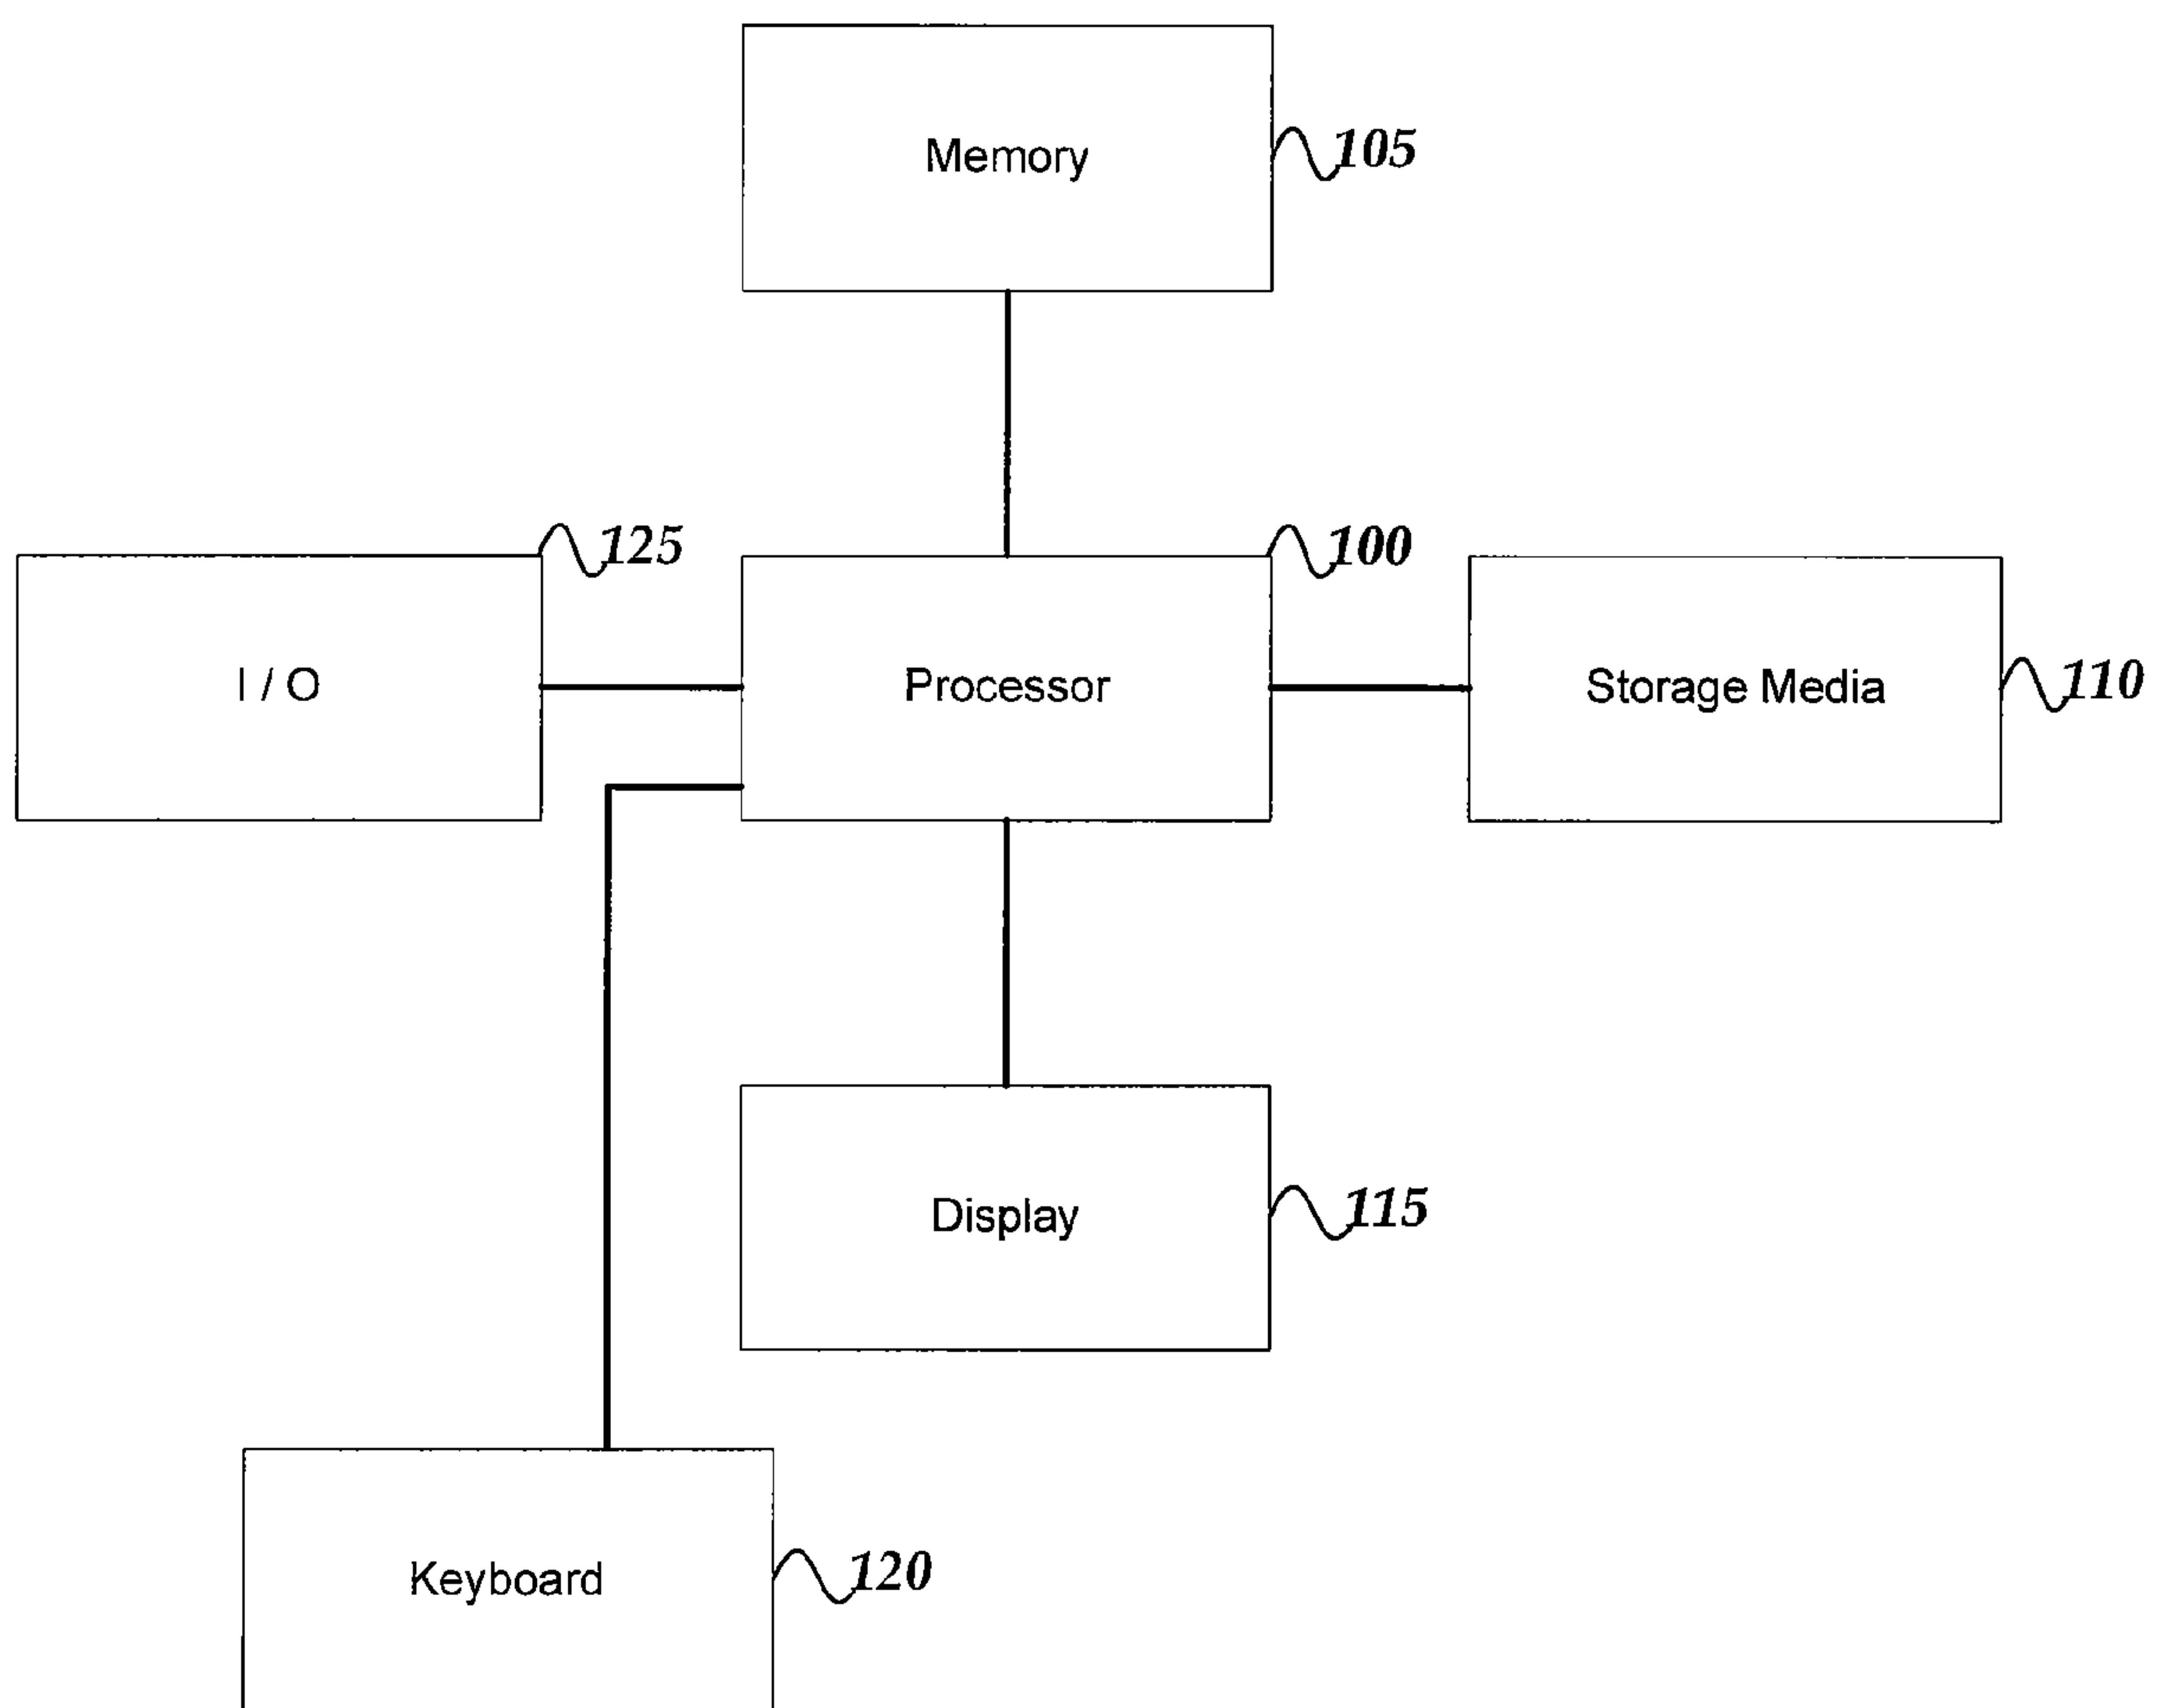 Memory
105
125
100
I / O
Processor
Storage Media
110
Display
115
Keyboard
120